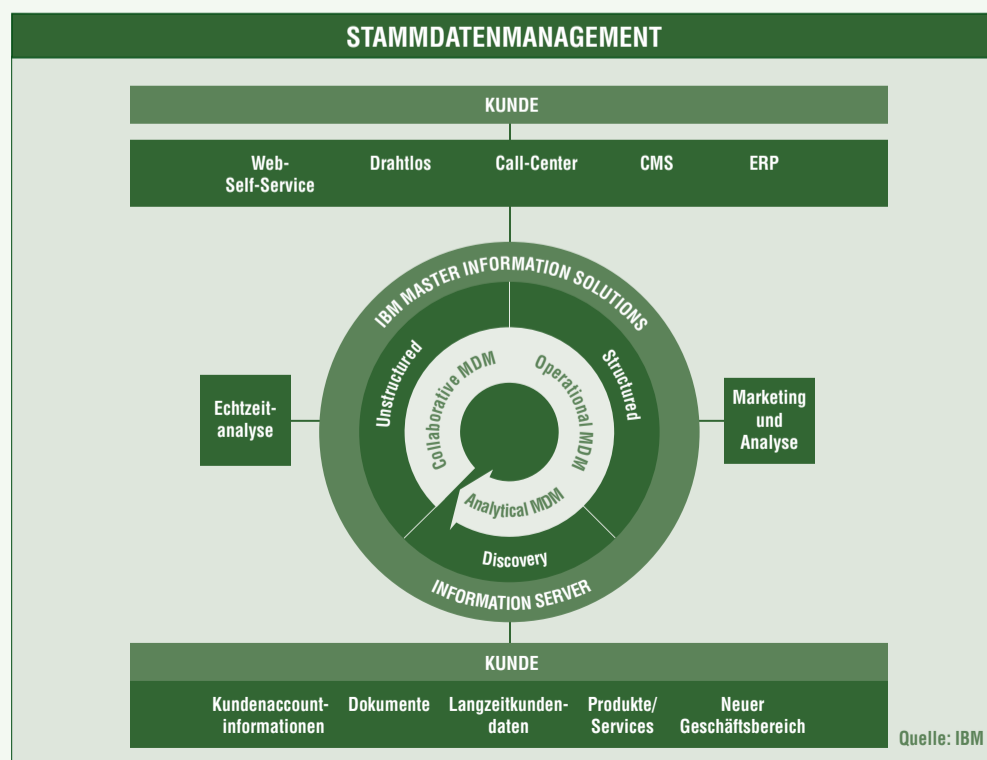 STAMMDATENMANAGEMENT
KUNDE
Web-
Self-Service
Drahtlos
Call-Center
CMS
ERP
IBM MASTER INFORMATION SOLUTIONS
Unstructured
Structured
Collaborative MDM
Operational MDM
Echtzeit-
analyse
Marketing
und
Analyse
Analytical MDM
Discovery
INFORMATION SERVER
KUNDE
Kundenaccount-
informationen
Dokumente
Langzeitkunden-
daten
Produkte/
Services
Neuer
Geschäftsbereich
Quelle: IBM